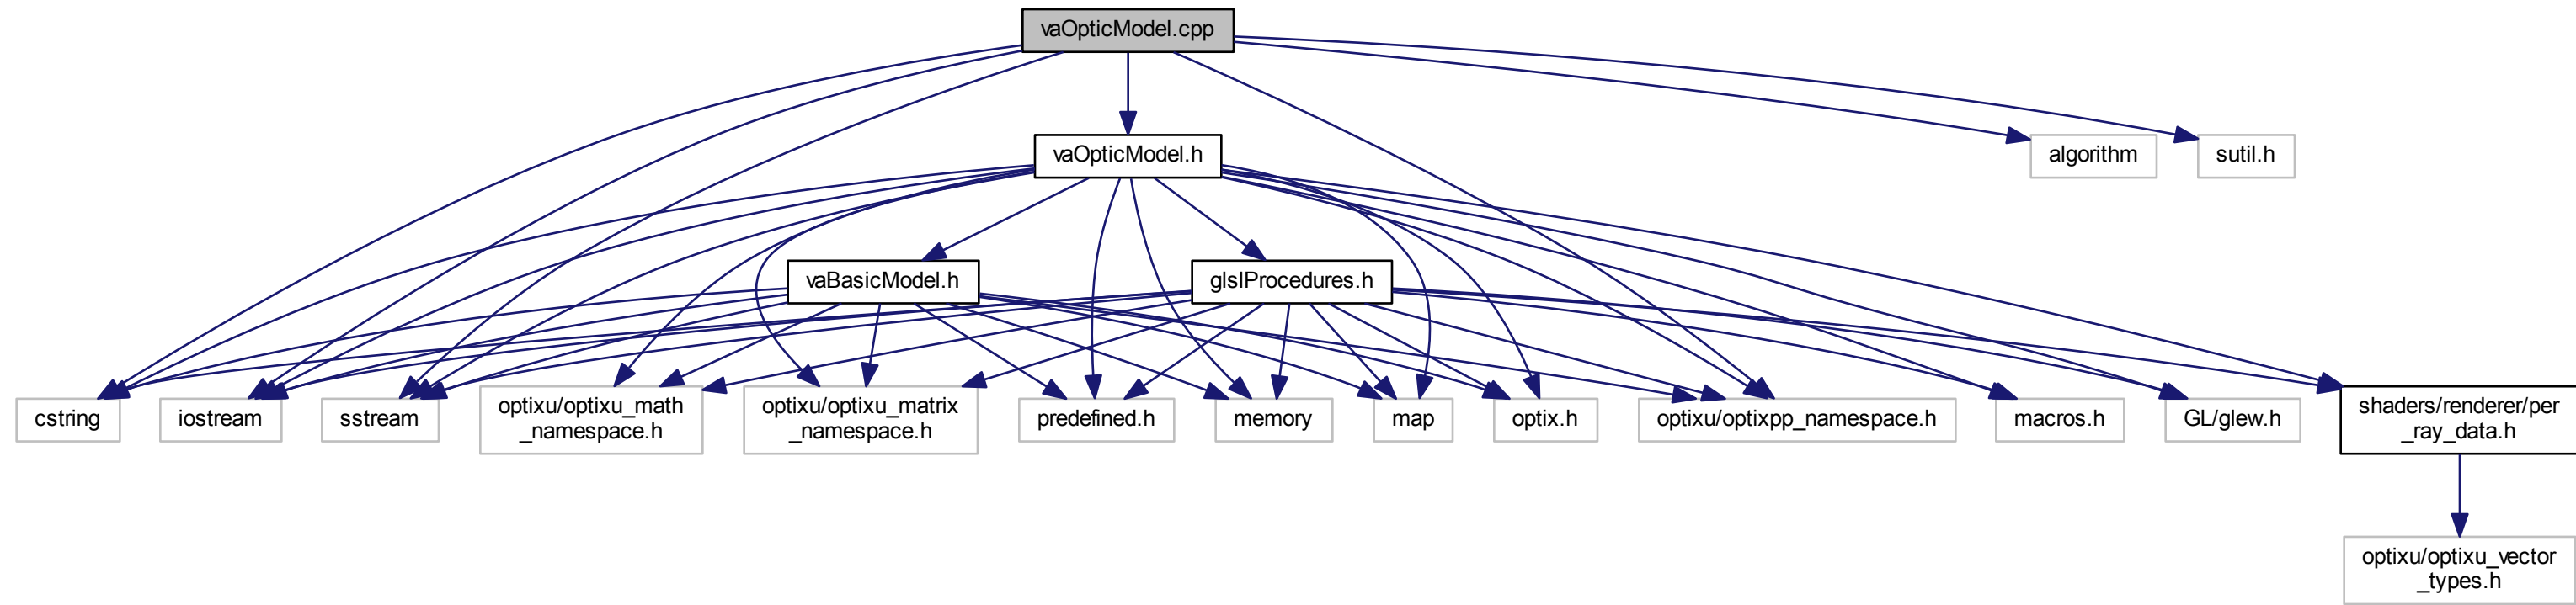 vaOpticModel.cpp
vaOpticModel.h
algorithm
sutil.h
vaBasicModel.h
glslProcedures.h
cstring
iostream
sstream
optixu/optixu_math
_namespace.h
optixu/optixu_matrix
_namespace.h
predefined.h
memory
map
optix.h
optixu/optixpp_namespace.h
macros.h
GL/glew.h
shaders/renderer/per
_ray_data.h
optixu/optixu_vector
_types.h